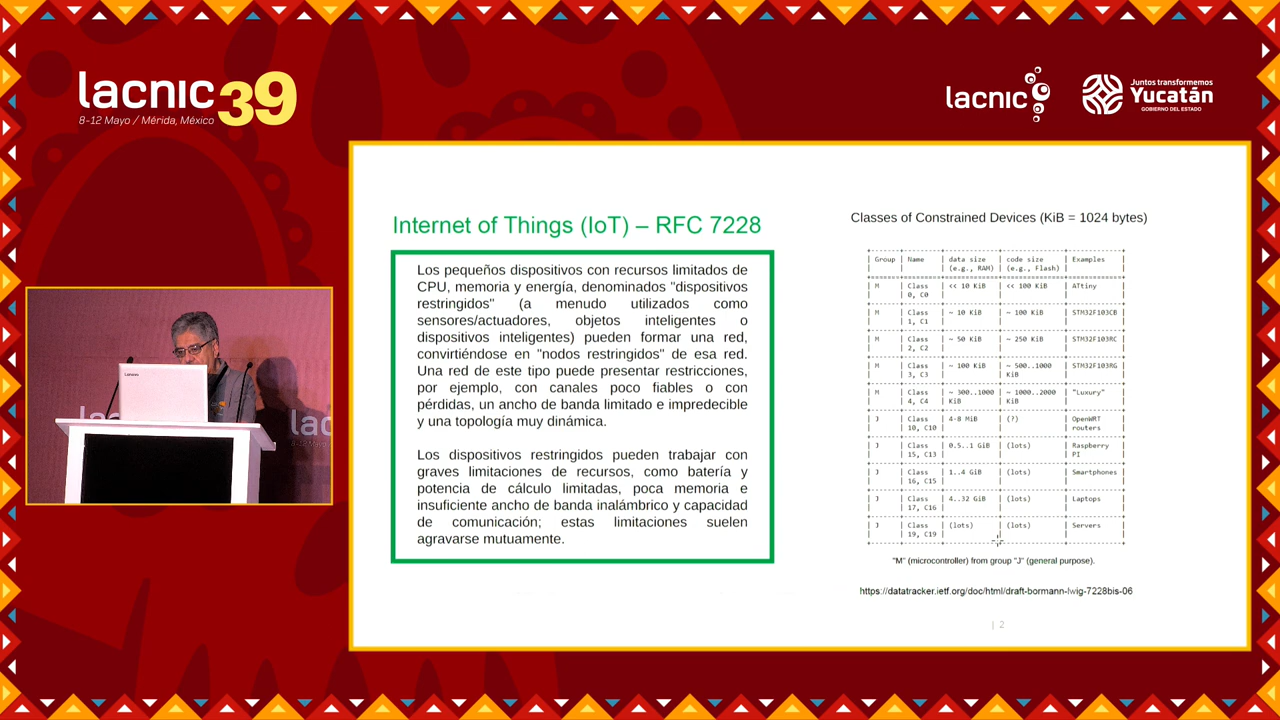 lacnic 39
8-12 Mayo / Mérida, México
lacnic
Juntos transformemos
Yucatán
GOBIERNO DEL ESTADO
Internet of Things (IoT) – RFC 7228
Los pequeños dispositivos con recursos limitados de
CPU, memoria y energía, denominados "dispositivos
restringidos" (a menudo utilizados como
sensores/actuadores, objetos inteligentes o
dispositivos inteligentes) pueden formar una red,
convirtiéndose en "nodos restringidos" de esa red.
Una red de este tipo puede presentar restricciones,
por ejemplo, con canales poco fiables o con
pérdidas, un ancho de banda limitado e impredecible
y una topología muy dinámica.
Los dispositivos restringidos pueden trabajar con
graves limitaciones de recursos, como batería y
potencia de cálculo limitadas, poca memoria e
insuficiente ancho de banda inalámbrico y capacidad
de comunicación; estas limitaciones suelen
agravarse mutuamente.
Classes of Constrained Devices (KiB = 1024 bytes)
Group | Name | data size (e.g., RAM) | code size (e.g., Flash) | Examples
M | Class 0, C0 | << 10 KiB | << 100 KiB | ATtiny
M | Class 1, C1 | ~ 10 KiB | ~ 100 KiB | STM32F103CB
M | Class 2, C2 | ~ 50 KiB | ~ 250 KiB | STM32F103RC
M | Class 3, C3 | ~ 100 KiB | ~ 500..1000 KiB | STM32F103RG
M | Class 4, C4 | ~ 300..1000 KiB | ~ 1000..2000 KiB | "Luxury"
J | Class 10, C10 | 4-8 MiB | (?) | OpenWRT routers
J | Class 15, C13 | 0.5..1 GiB | (lots) | Raspberry PI
J | Class 16, C15 | 1..4 GiB | (lots) | Smartphones
J | Class 17, C16 | 4..32 GiB | (lots) | Laptops
J | Class 19, C19 | (lots) | (lots) | Servers
"M" (microcontroller) from group "J" (general purpose).
https://datatracker.ietf.org/doc/html/draft-bormann-lwig-7228bis-06
| 2
Lenovo